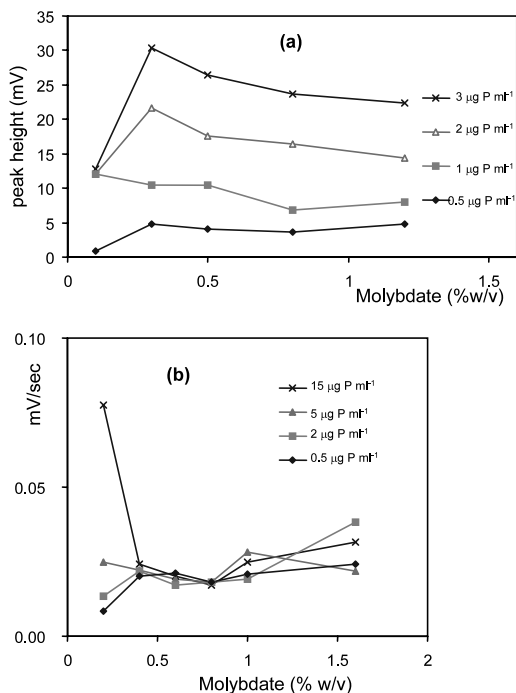 (a)
peak height (mV)
35
30
25
20
15
10
5
0
0
0.5
1
1.5
Molybdate (%w/v)
3 µg P ml⁻¹
2 µg P ml⁻¹
1 µg P ml⁻¹
0.5 µg P ml⁻¹
(b)
mV/sec
0.10
0.05
0.00
0
0.5
1
1.5
2
Molybdate (% w/v)
15 µg P ml⁻¹
5 µg P ml⁻¹
2 µg P ml⁻¹
0.5 µg P ml⁻¹